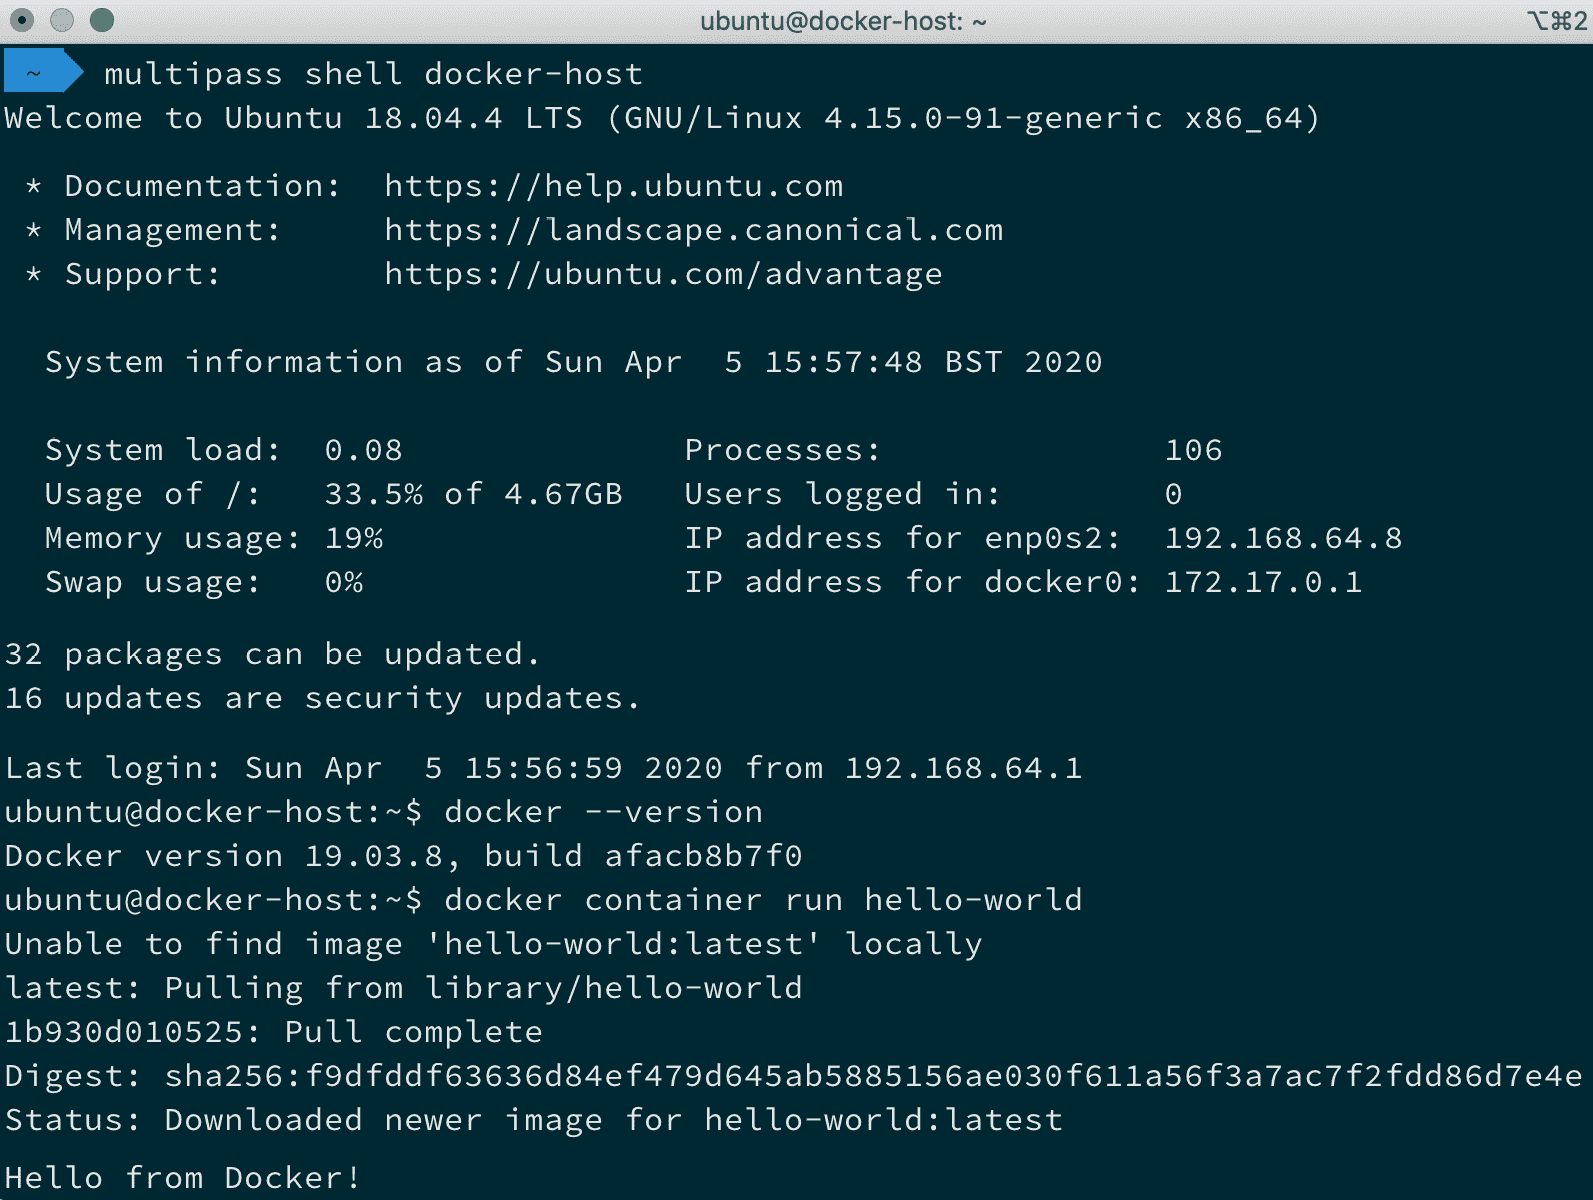 ubuntu@docker-host: ~ ⌥⌘2
~ multipass shell docker-host
Welcome to Ubuntu 18.04.4 LTS (GNU/Linux 4.15.0-91-generic x86_64)
* Documentation:  https://help.ubuntu.com
* Management:     https://landscape.canonical.com
* Support:        https://ubuntu.com/advantage
System information as of Sun Apr  5 15:57:48 BST 2020
System load:  0.08                Processes:              106
Usage of /:   33.5% of 4.67GB   Users logged in:        0
Memory usage: 19%               IP address for enp0s2:  192.168.64.8
Swap usage:   0%                IP address for docker0: 172.17.0.1
32 packages can be updated.
16 updates are security updates.
Last login: Sun Apr  5 15:56:59 2020 from 192.168.64.1
ubuntu@docker-host:~$ docker --version
Docker version 19.03.8, build afacb8b7f0
ubuntu@docker-host:~$ docker container run hello-world
Unable to find image 'hello-world:latest' locally
latest: Pulling from library/hello-world
1b930d010525: Pull complete
Digest: sha256:f9dfddf63636d84ef479d645ab5885156ae030f611a56f3a7ac7f2fdd86d7e4e
Status: Downloaded newer image for hello-world:latest
Hello from Docker!